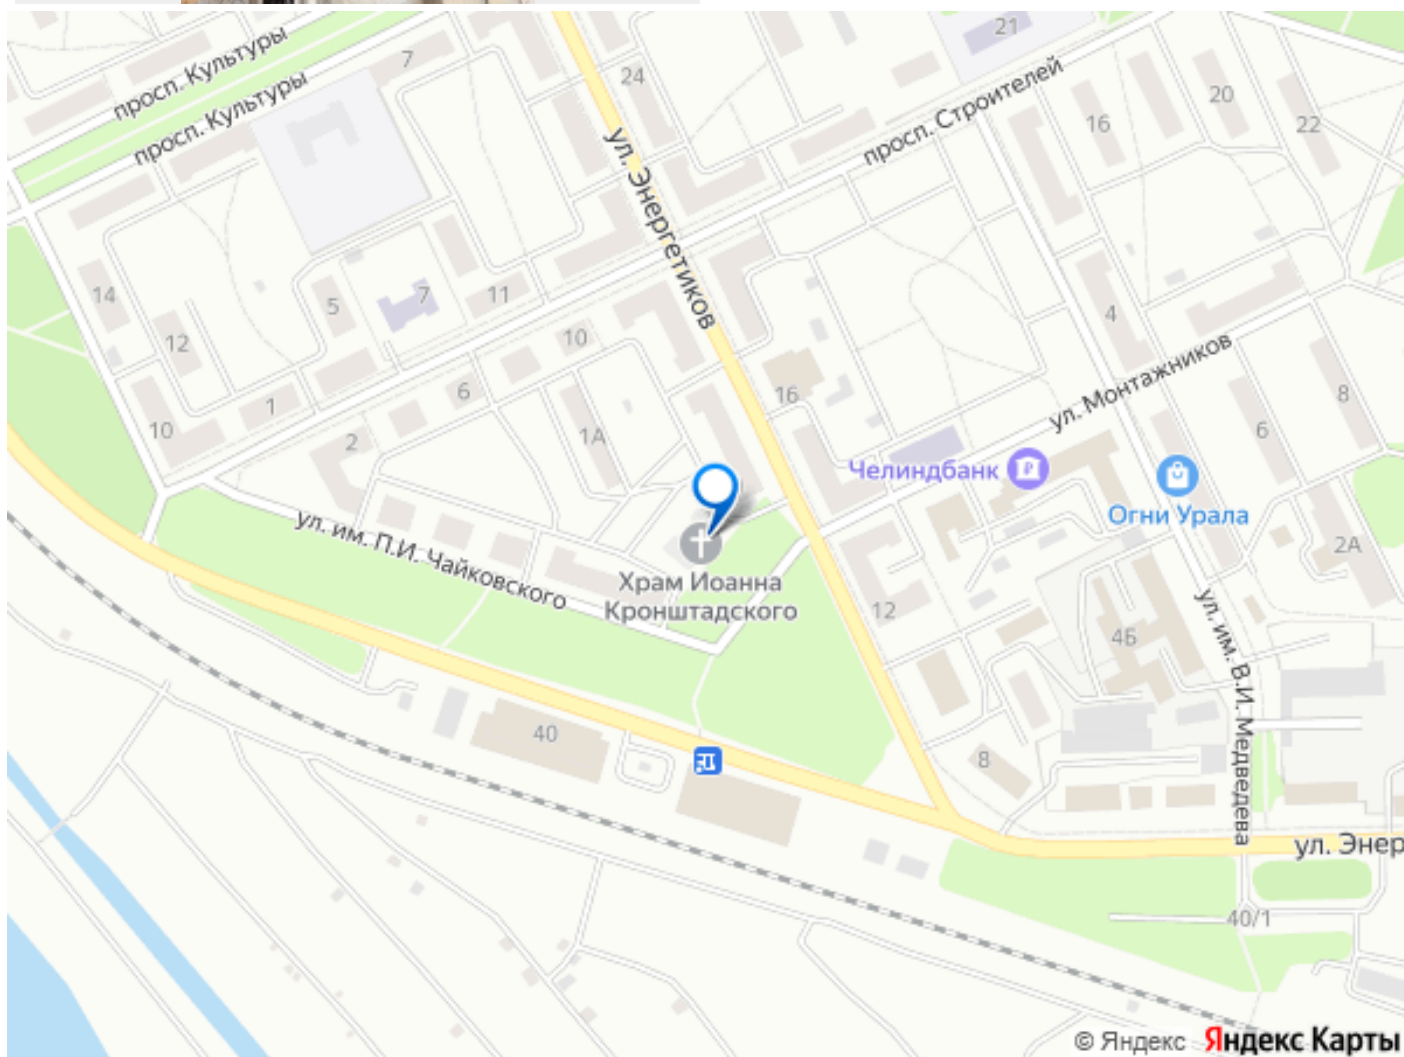 21
просп. Культуры
7
24
просп. Строителей
20
16
22
просп. Культуры
ул. Энергетиков
14
5
7
11
4
12
10
16
ул. Монтажников
8
6
1
10
2
1А
6
Челиндбанк
Огни Урала
ул. им. П.И. Чайковского
2А
Храм Иоанна
Кронштадского
12
4Б
ул. им. В.И. Медведева
40
8
ул. Энер
40/1
© Яндекс Яндекс Карты